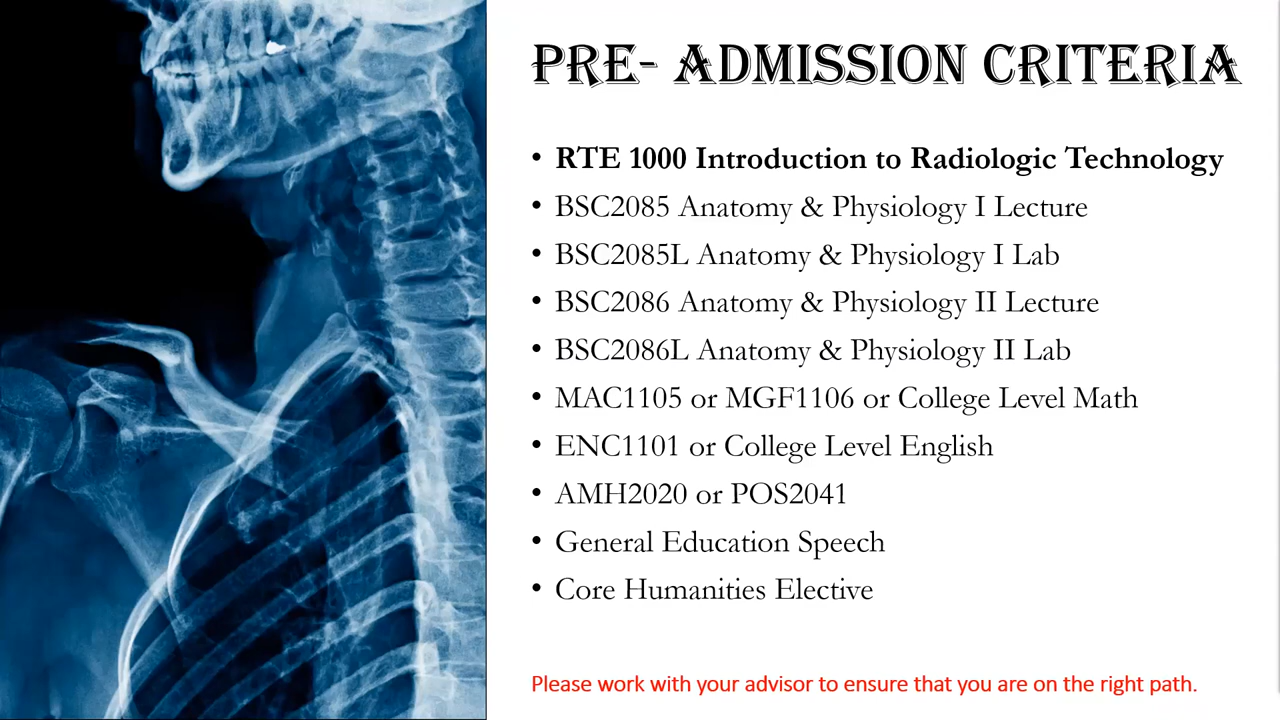 PRE- ADMISSION CRITERIA
• RTE 1000 Introduction to Radiologic Technology
• BSC2085 Anatomy & Physiology I Lecture
• BSC2085L Anatomy & Physiology I Lab
• BSC2086 Anatomy & Physiology II Lecture
• BSC2086L Anatomy & Physiology II Lab
• MAC1105 or MGF1106 or College Level Math
• ENC1101 or College Level English
• AMH2020 or POS2041
• General Education Speech
• Core Humanities Elective
Please work with your advisor to ensure that you are on the right path.